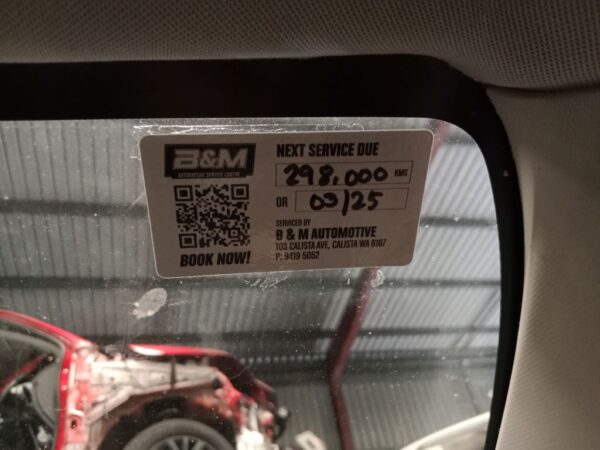 B&M
AUTOMOTIVE SERVICE CENTRE
BOOK NOW!
NEXT SERVICE DUE
298,000 KMS
OR 03/25
SERVICED BY
B & M AUTOMOTIVE
103 CALISTA AVE, CALISTA WA 6167
P: 9419 5052